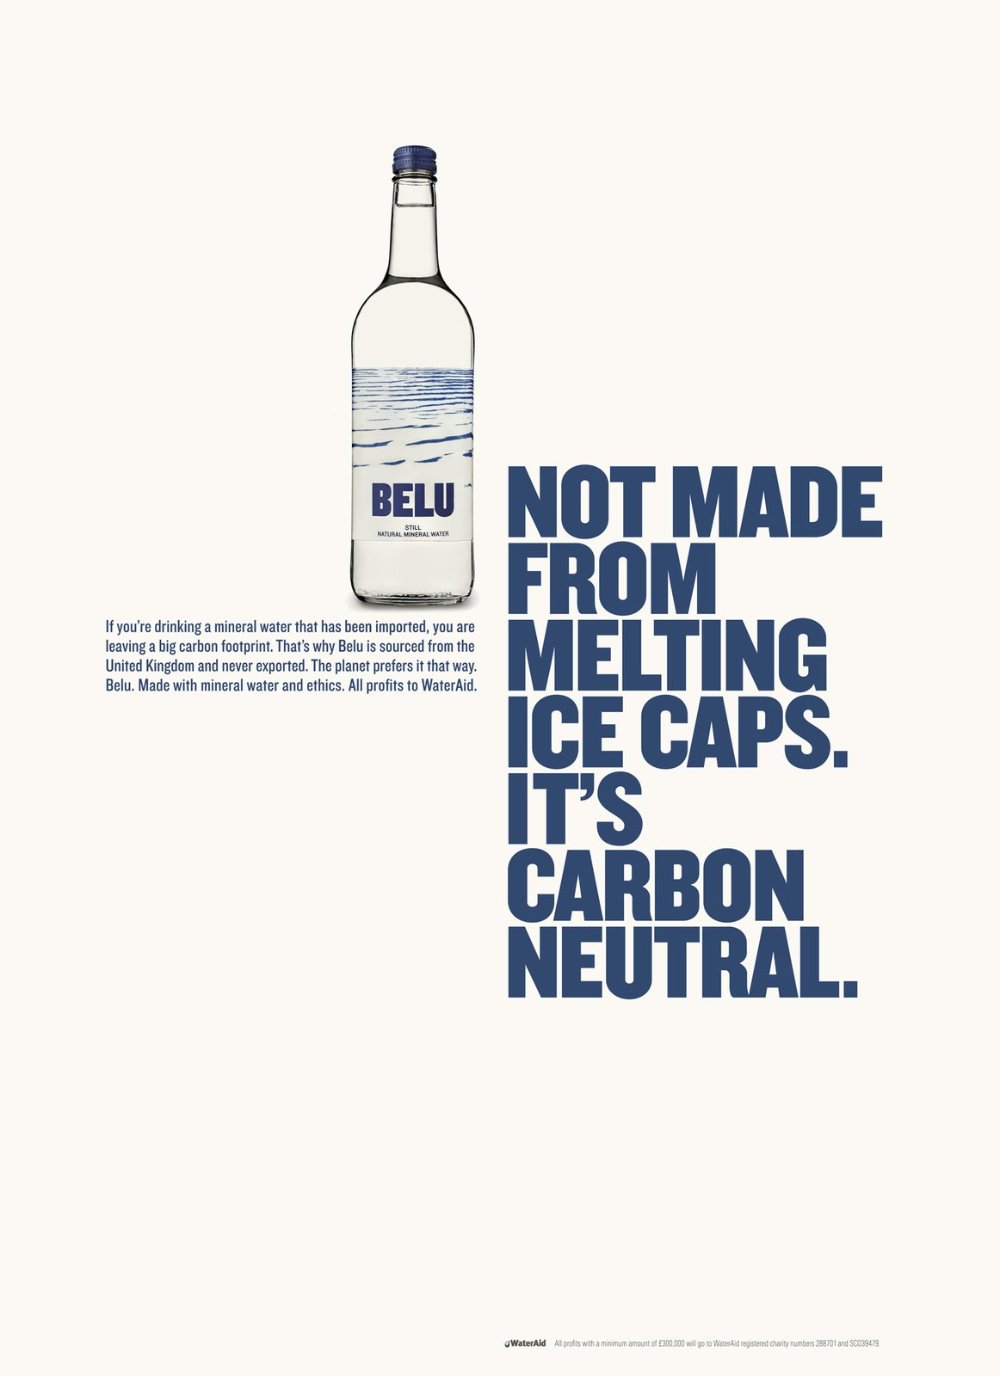 BELU
STILL
NATURAL MINERAL WATER
If you're drinking a mineral water that has been imported, you are
leaving a big carbon footprint. That's why Belu is sourced from the
United Kingdom and never exported. The planet prefers it that way.
Belu. Made with mineral water and ethics. All profits to WaterAid.
NOT MADE
FROM
MELTING
ICE CAPS.
IT'S
CARBON
NEUTRAL.
WaterAid All profits with a minimum amount of £300,000 will go to WaterAid registered charity numbers 288701 and SC039479.